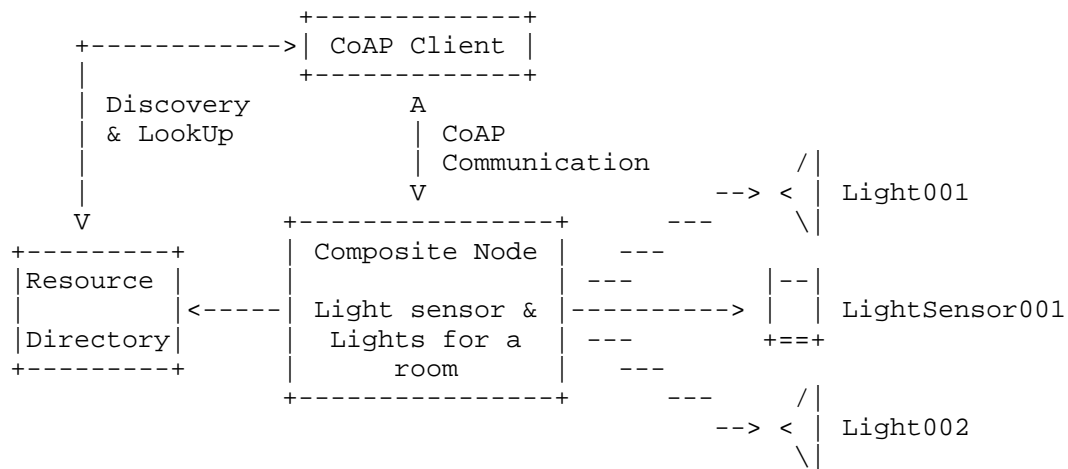 CoAP Client
Discovery
& LookUp
A
CoAP
Communication
V
V
Light001
Composite Node
Resource
Directory
Light sensor &
Lights for a
room
LightSensor001
Light002